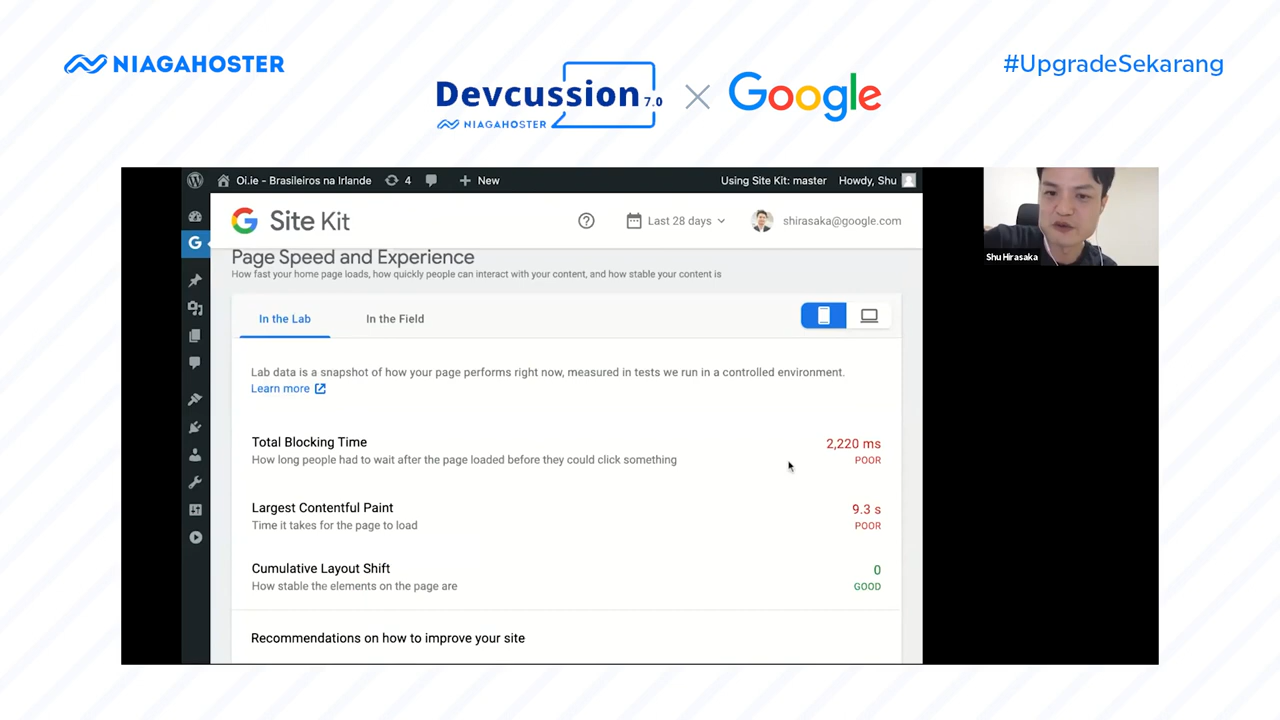 NIAGAHOSTER
Devcussion 7.0
NIAGAHOSTER
Google
#UpgradeSekarang
Oi.ie – Brasileiros na Irlande
4
New
Using Site Kit: master
Howdy, Shu
Site Kit
Last 28 days
shirasaka@google.com
Page Speed and Experience
How fast your home page loads, how quickly people can interact with your content, and how stable your content is
In the Lab
In the Field
Lab data is a snapshot of how your page performs right now, measured in tests we run in a controlled environment.
Learn more
Total Blocking Time
2,220 ms
How long people had to wait after the page loaded before they could click something
POOR
Largest Contentful Paint
9.3 s
Time it takes for the page to load
POOR
Cumulative Layout Shift
0
How stable the elements on the page are
GOOD
Recommendations on how to improve your site
Shu Hirasaka